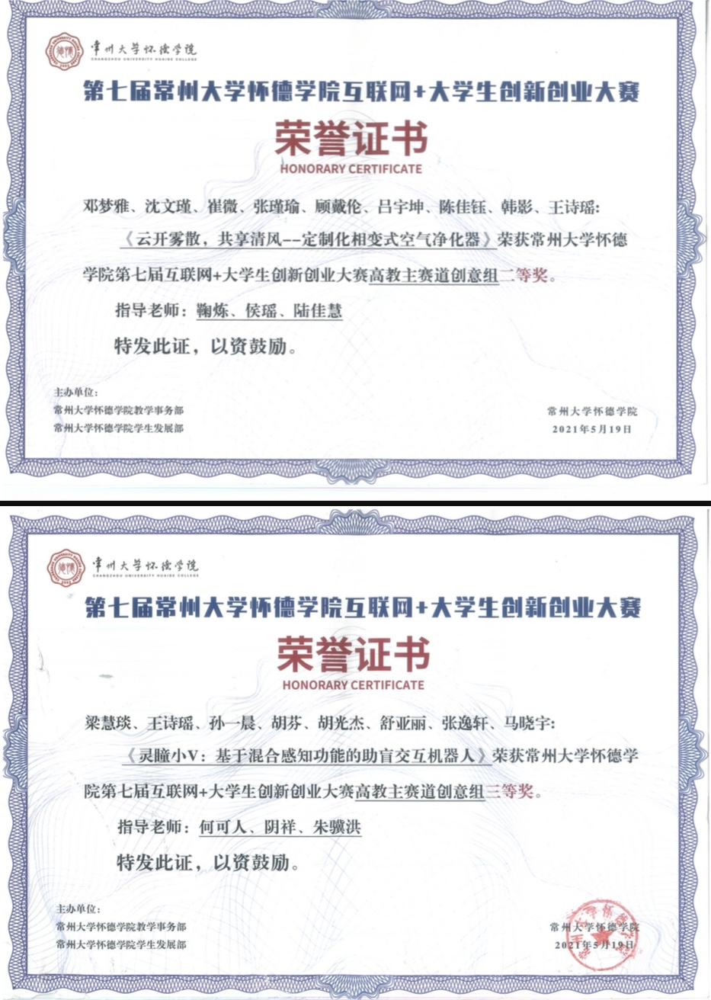 常州大学怀德学院
CHANGZHOU UNIVERSITY HUAIDE COLLEGE
第七届常州大学怀德学院互联网+大学生创新创业大赛
荣誉证书
HONORARY CERTIFICATE
邓梦雅、沈文瑾、崔微、张瑾瑜、顾戴伦、吕宇坤、陈佳钰、韩影、王诗瑶:
《云开雾散，共享清风--定制化相变式空气净化器》荣获常州大学怀德
学院第七届互联网+大学生创新创业大赛高教主赛道创意组二等奖。
指导老师：鞠炼、侯瑶、陆佳慧
特发此证，以资鼓励。
主办单位：
常州大学怀德学院教学事务部
常州大学怀德学院学生发展部
常州大学怀德学院
2021年5月19日
常州大学怀德学院
CHANGZHOU UNIVERSITY HUAIDE COLLEGE
第七届常州大学怀德学院互联网+大学生创新创业大赛
荣誉证书
HONORARY CERTIFICATE
梁慧琰、王诗瑶、孙一晨、胡芬、胡光杰、舒亚丽、张逸轩、马晓宇:
《灵瞳小V：基于混合感知功能的助盲交互机器人》荣获常州大学怀德学
院第七届互联网+大学生创新创业大赛高教主赛道创意组三等奖。
指导老师：何可人、阴祥、朱骥洪
特发此证，以资鼓励。
主办单位：
常州大学怀德学院教学事务部
常州大学怀德学院学生发展部
常州大学怀德学院
2021年5月19日